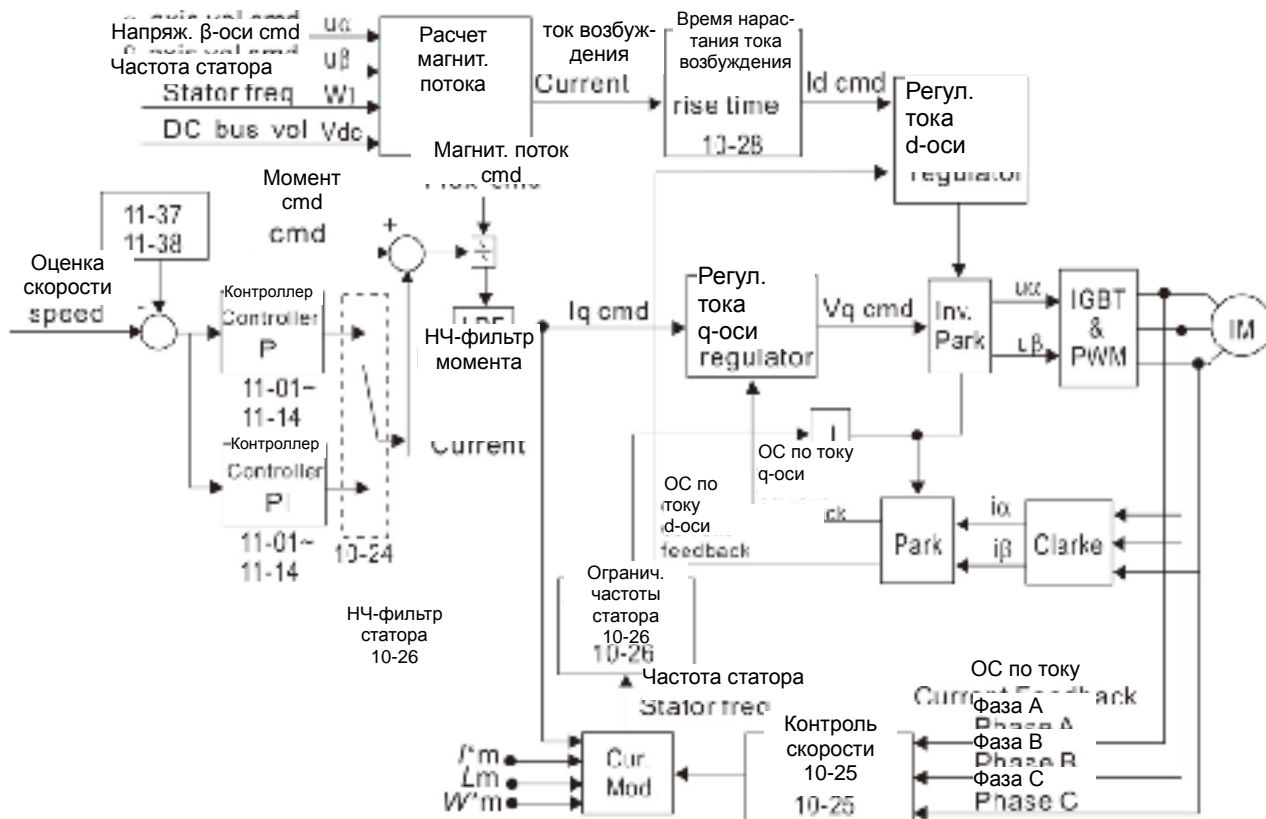 Напряж. β-оси cmd
uα
Частота статора
uβ
Stator freq
W1
DC bus vol
Vdc
Расчет
магнит.
потока
ток возбуж-
дения
Current
Время нарас-
тания тока
возбуждения
rise time
10-28
Id cmd
Регул.
тока
d-оси
regulator
Магнит. поток
cmd
Момент
cmd
cmd
11-37
11-38
Оценка
скорости
speed
-
+
÷
Контроллер
Controller
P
11-01~
11-14
Контроллер
Controller
PI
11-01~
11-14
10-24
НЧ-фильтр
момента
Current
Iq cmd
Регул.
тока
q-оси
regulator
Vq cmd
Inv.
Park
uα
uβ
IGBT
&
PWM
IM
ОС по току
q-оси
ОС по
току
d-оси
feedback
Park
iα
iβ
Clarke
Огранич.
частоты
статора
10-26
10-26
НЧ-фильтр
статора
10-26
Частота статора
Stator freq
I*m
Lm
W*m
Cur.
Mod.
Контроль
скорости
10-25
10-25
ОС по току
Current Feedback
Фаза A
Phase A
Фаза B
Phase B
Фаза C
Phase C